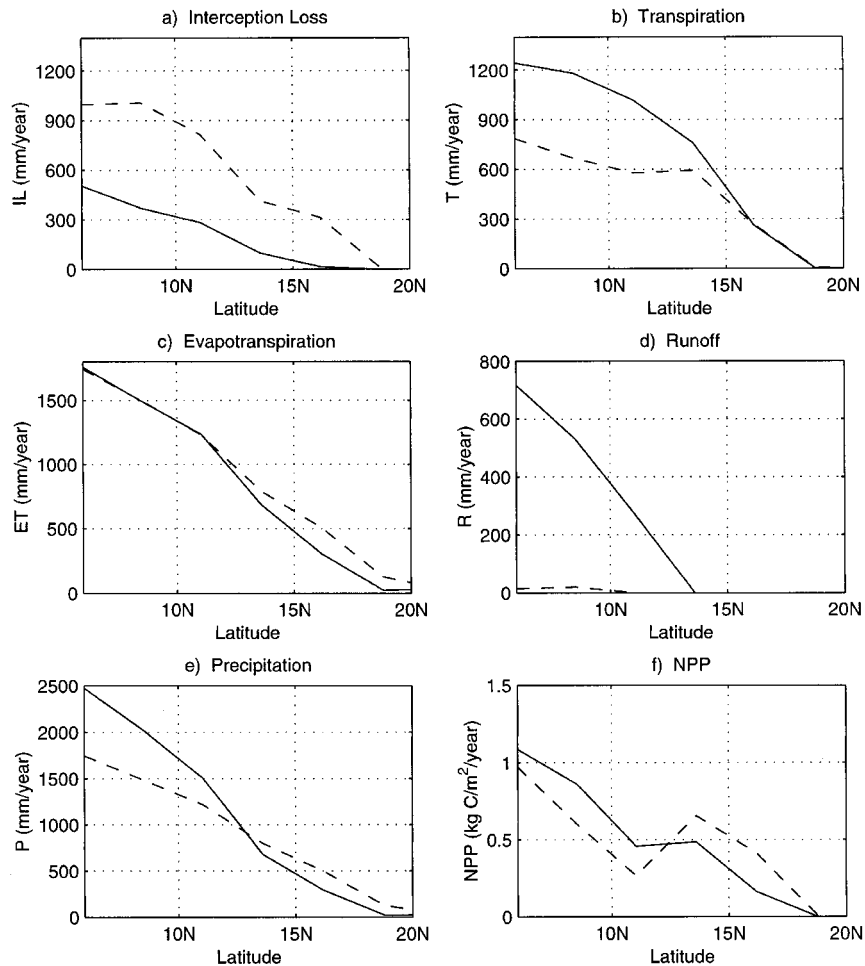 a) Interception Loss
1200
900
600
300
0
IL (mm/year)
10N
15N
20N
Latitude
b) Transpiration
1200
900
600
300
0
T (mm/year)
10N
15N
20N
Latitude
c) Evapotranspiration
1500
1000
500
0
ET (mm/year)
10N
15N
20N
Latitude
d) Runoff
800
600
400
200
0
R (mm/year)
10N
15N
20N
Latitude
e) Precipitation
2500
2000
1500
1000
500
0
P (mm/year)
10N
15N
20N
Latitude
f) NPP
1.5
1
0.5
0
NPP (kg C/m²/year)
10N
15N
20N
Latitude